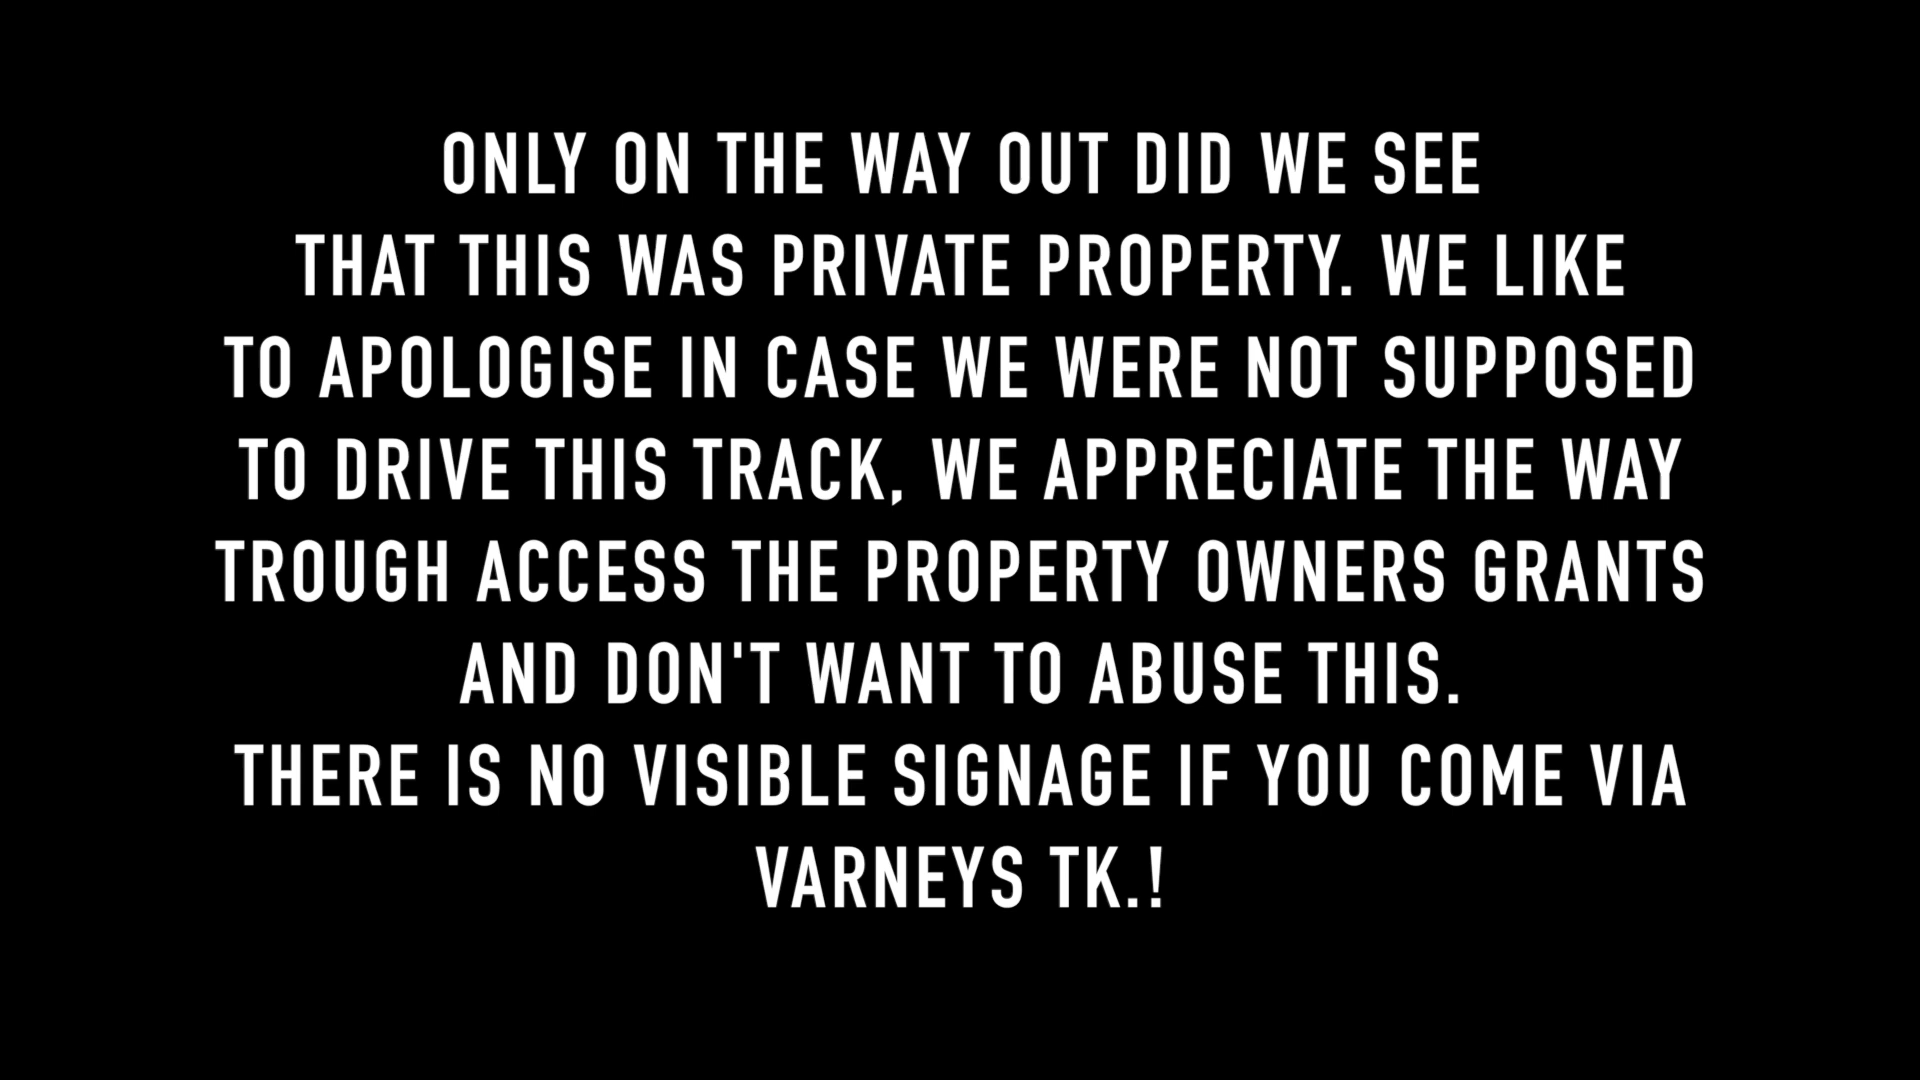 ONLY ON THE WAY OUT DID WE SEE
THAT THIS WAS PRIVATE PROPERTY. WE LIKE
TO APOLOGISE IN CASE WE WERE NOT SUPPOSED
TO DRIVE THIS TRACK, WE APPRECIATE THE WAY
TROUGH ACCESS THE PROPERTY OWNERS GRANTS
AND DON'T WANT TO ABUSE THIS.
THERE IS NO VISIBLE SIGNAGE IF YOU COME VIA
VARNEYS TK.!